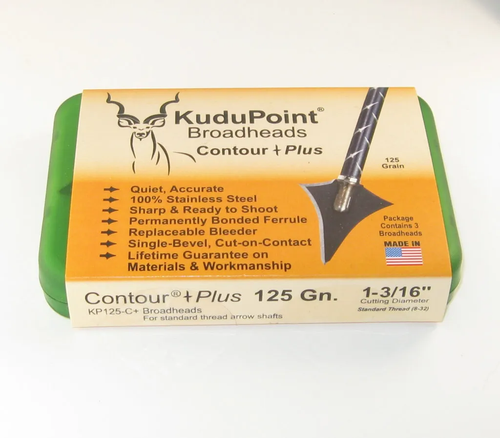 KuduPoint®
Broadheads
Contour + Plus
125
Grain
Quiet, Accurate
100% Stainless Steel
Sharp & Ready to Shoot
Permanently Bonded Ferrule
Replaceable Bleeder
Single-Bevel, Cut-on-Contact
Lifetime Guarantee on
Materials & Workmanship
Package
Contains 3
Broadheads
MADE IN
Contour® + Plus 125 Gn.
KP125-C+ Broadheads
For standard thread arrow shafts
1-3/16"
Cutting Diameter
Standard Thread (8-32)